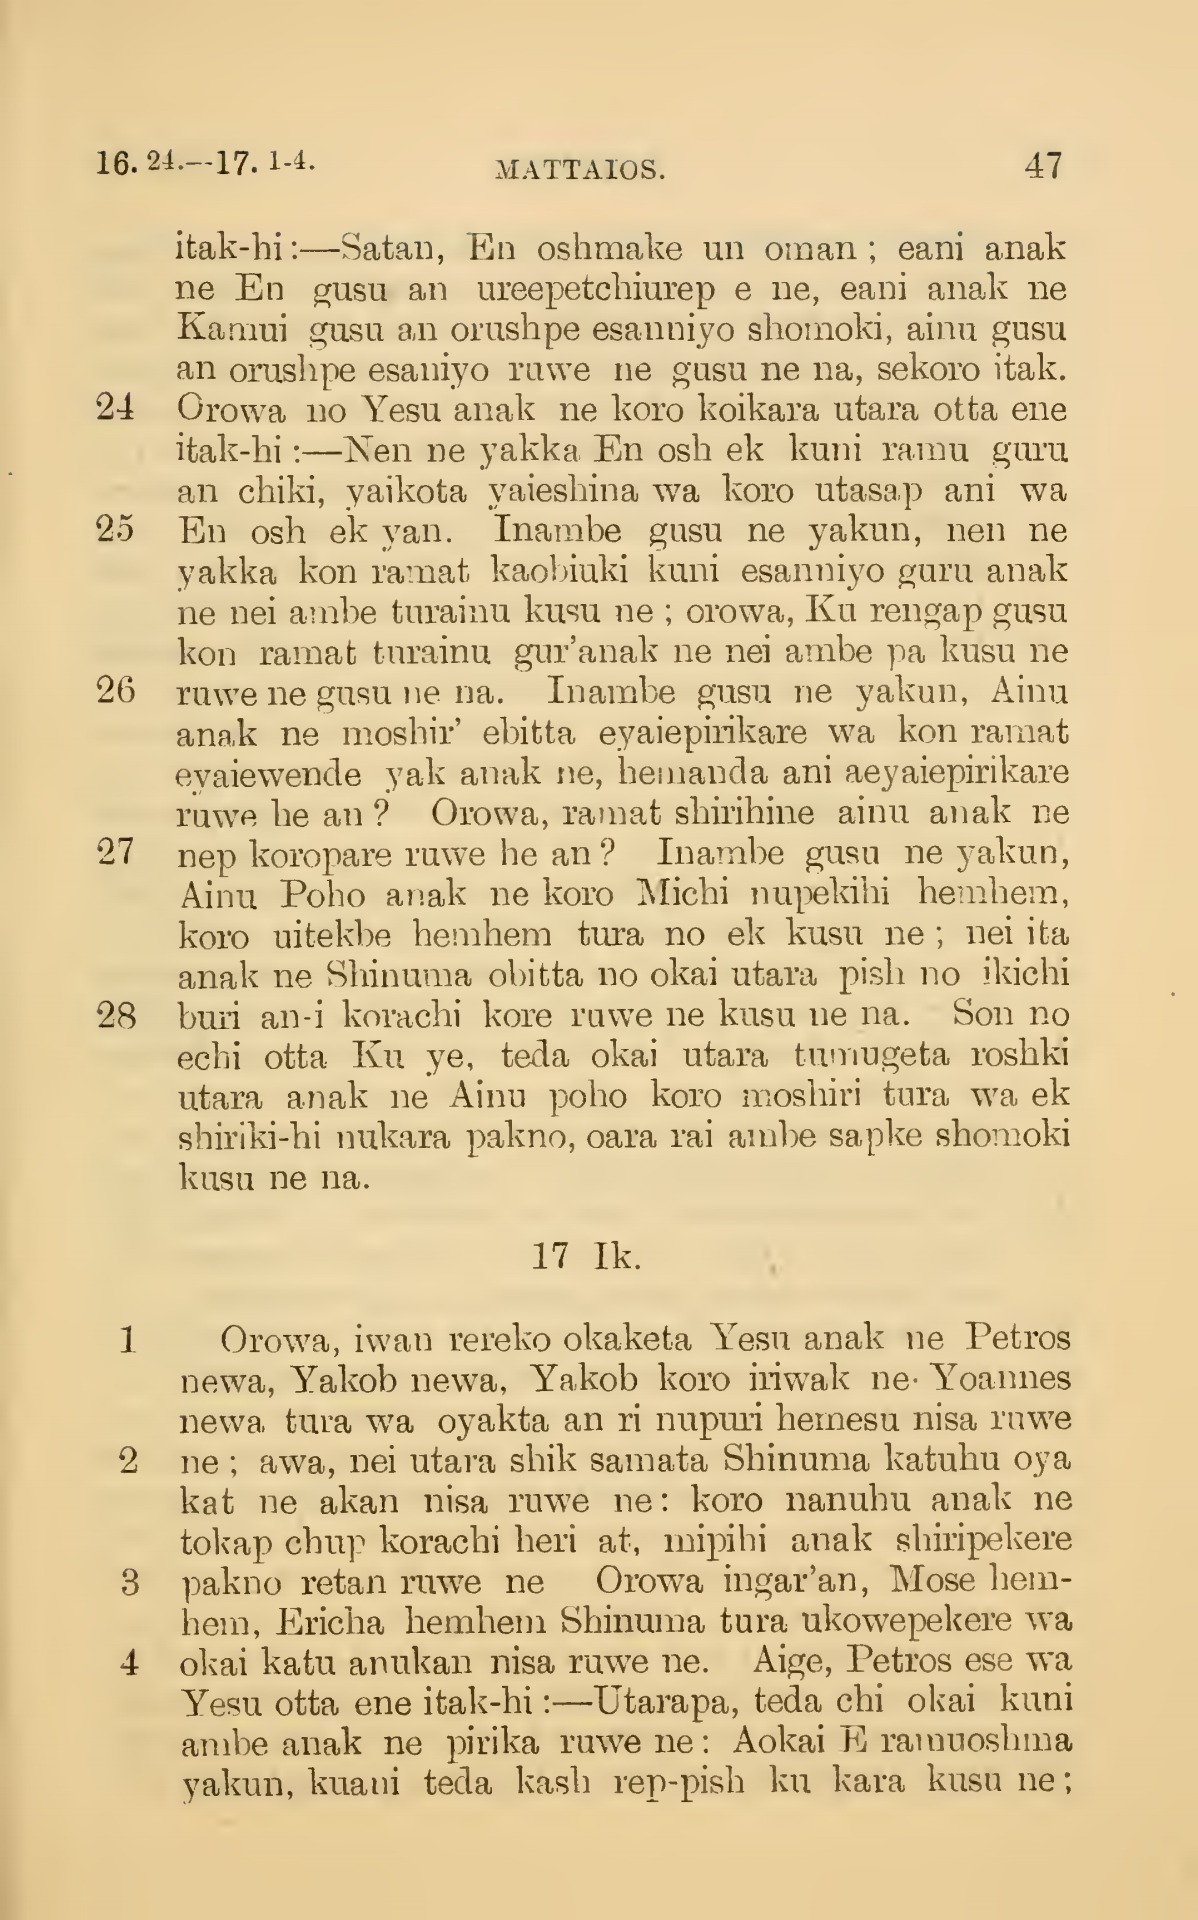 16. 24.--17. 1-4. MATTAIOS. 47
itak-hi:—Satan, En oshmake un oman; eani anak
ne En gusu an ureepetchiurep e ne, eani anak ne
Kamui gusu an orushpe esanniyo shomoki, ainu gusu
an orushpe esaniyo ruwe ne gusu ne na, sekoro itak.
24 Orowa no Yesu anak ne koro koikara utara otta ene
itak-hi:—Nen ne yakka En osh ek kuni ramu guru
an chiki, yaikota yaieshina wa koro utasap ani wa
25 En osh ek yan. Inambe gusu ne yakun, nen ne
yakka kon ramat kaobiuki kuni esanniyo guru anak
ne nei ambe turainu kusu ne; orowa, Ku rengap gusu
kon ramat turainu gur'anak ne nei ambe pa kusu ne
26 ruwe ne gusu ne na. Inambe gusu ne yakun, Ainu
anak ne moshir' ebitta eyaiepirikare wa kon ramat
eyaiewende yak anak ne, hemanda ani aeyaiepirikare
ruwe he an? Orowa, ramat shirihine ainu anak ne
27 nep koropare ruwe he an? Inambe gusu ne yakun,
Ainu Poho anak ne koro Michi nupekihi hemhem,
koro uitekbe hemhem tura no ek kusu ne; nei ita
anak ne Shinuma obitta no okai utara pish no ikichi
28 buri an-i korachi kore ruwe ne kusu ne na. Son no
echi otta Ku ye, teda okai utara tumugeta roshki
utara anak ne Ainu poho koro moshiri tura wa ek
shiriki-hi nukara pakno, oara rai ambe sapke shomoki
kusu ne na.
17 Ik.
1 Orowa, iwan rereko okaketa Yesu anak ne Petros
newa, Yakob newa, Yakob koro iriwak ne Yoannes
newa tura wa oyakta an ri nupuri hemesu nisa ruwe
2 ne; awa, nei utara shik samata Shinuma katuhu oya
kat ne akan nisa ruwe ne: koro nanuhu anak ne
tokap chup korachi heri at, mipihi anak shiripekere
3 pakno retan ruwe ne Orowa ingar'an, Mose hem-
hem, Ericha hemhem Shinuma tura ukowepekere wa
4 okai katu anukan nisa ruwe ne. Aige, Petros ese wa
Yesu otta ene itak-hi:—Utarapa, teda chi okai kuni
ambe anak ne pirika ruwe ne: Aokai E ramuoshma
yakun, kuani teda kash rep-pish ku kara kusu ne;